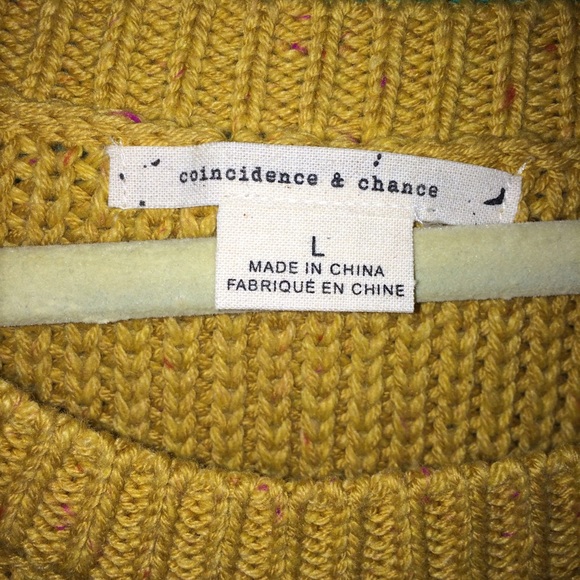 coincidence & chance
L
MADE IN CHINA
FABRIQUÉ EN CHINE